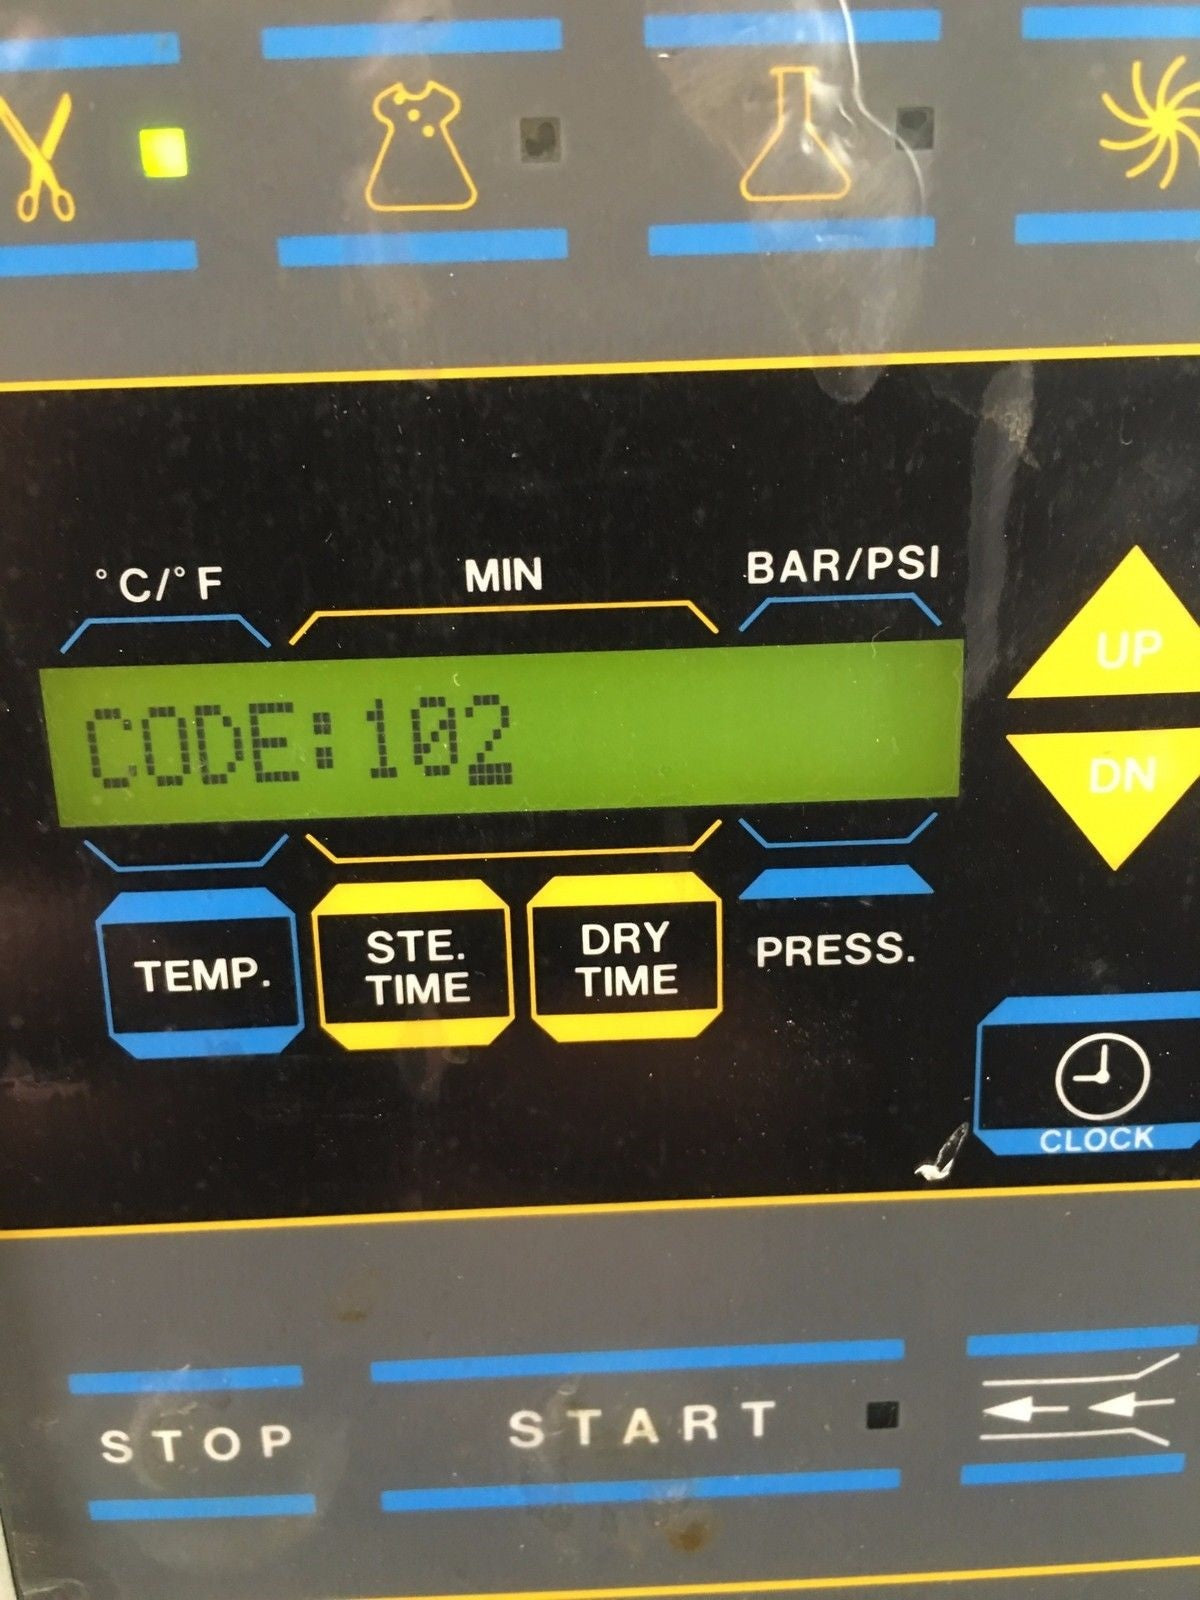 °C/°F
MIN
BAR/PSI
UP
CODE:102
DN
TEMP.
STE.
TIME
DRY
TIME
PRESS.
CLOCK
STOP
START